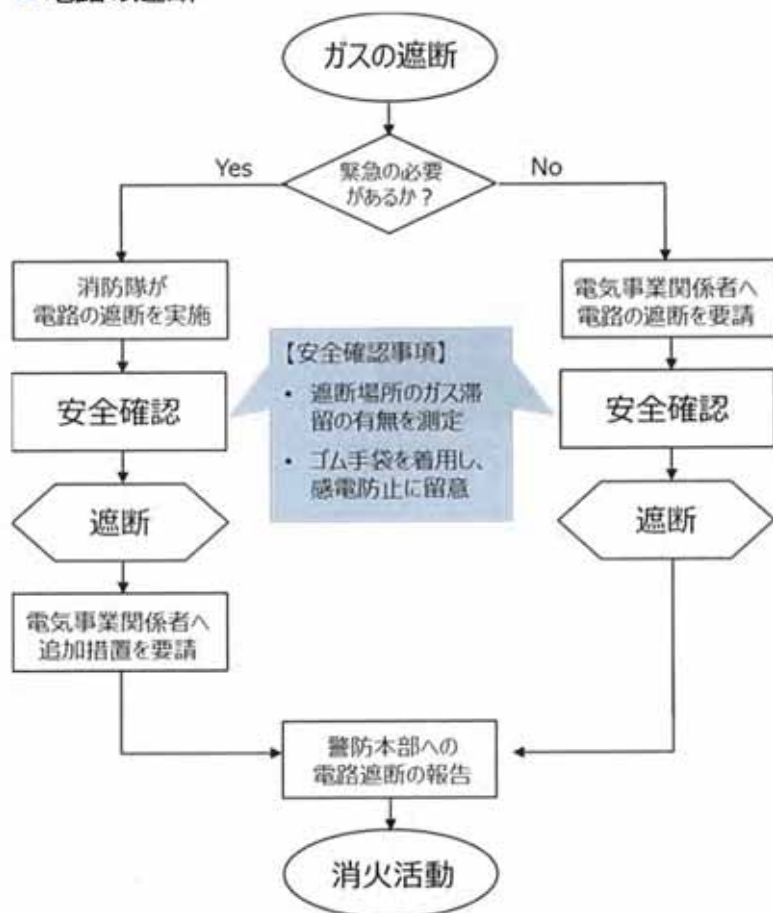 電路の遮断
ガスの遮断
Yes
緊急の必要
があるか？
No
消防隊が
電路の遮断を実施
電気事業関係者へ
電路の遮断を要請
【安全確認事項】
• 遮断場所のガス滞
留の有無を測定
• ゴム手袋を着用し、
感電防止に留意
安全確認
安全確認
遮断
遮断
電気事業関係者へ
追加措置を要請
警防本部への
電路遮断の報告
消火活動